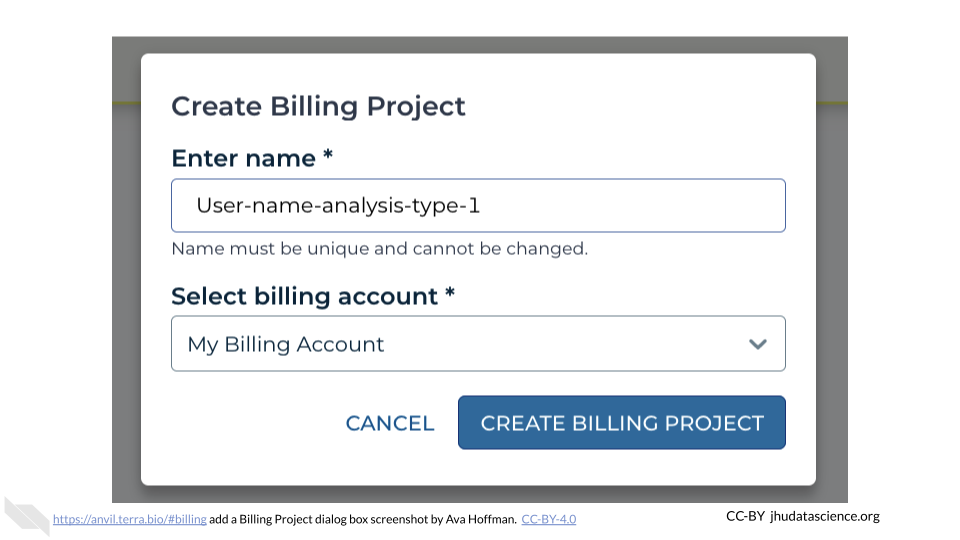 Create Billing Project
Enter name *
User-name-analysis-type-1
Name must be unique and cannot be changed.
Select billing account *
My Billing Account
CANCEL
CREATE BILLING PROJECT
https://anvil.terra.bio/#billing add a Billing Project dialog box screenshot by Ava Hoffman. CC-BY-4.0
CC-BY jhudatascience.org